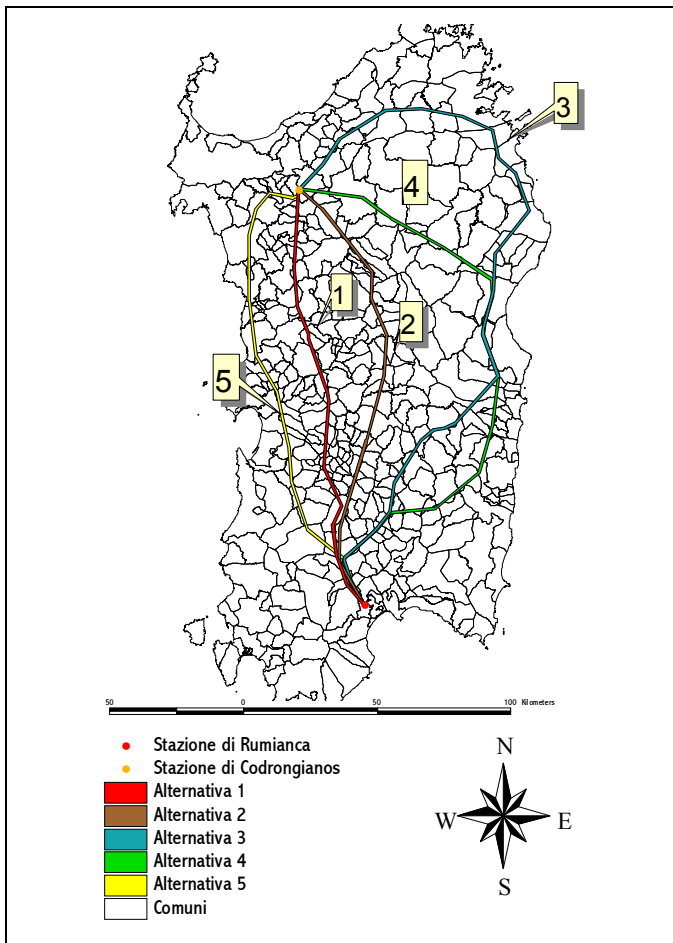 3
4
1
2
5
50 0 50 100 Kilometers
Stazione di Rumianca
Stazione di Codrongianos
Alternativa 1
Alternativa 2
Alternativa 3
Alternativa 4
Alternativa 5
Comuni
N
W E
S